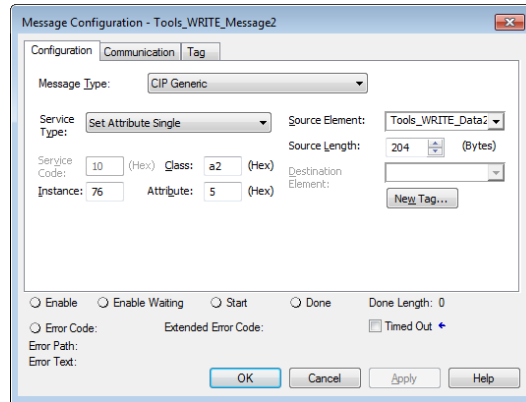 Message Configuration - Tools_WRITE_Message2
Configuration Communication Tag
Message Type: CIP Generic
Service Type: Set Attribute Single
Source Element: Tools_WRITE_Data2
Source Length: 204 (Bytes)
Service Code: 10 (Hex) Class: a2 (Hex)
Destination Element:
Instance: 76 Attribute: 5 (Hex)
New Tag...
Enable Enable Waiting Start Done Done Length: 0
Error Code: Extended Error Code: Timed Out ←
Error Path:
Error Text:
OK Cancel Apply Help